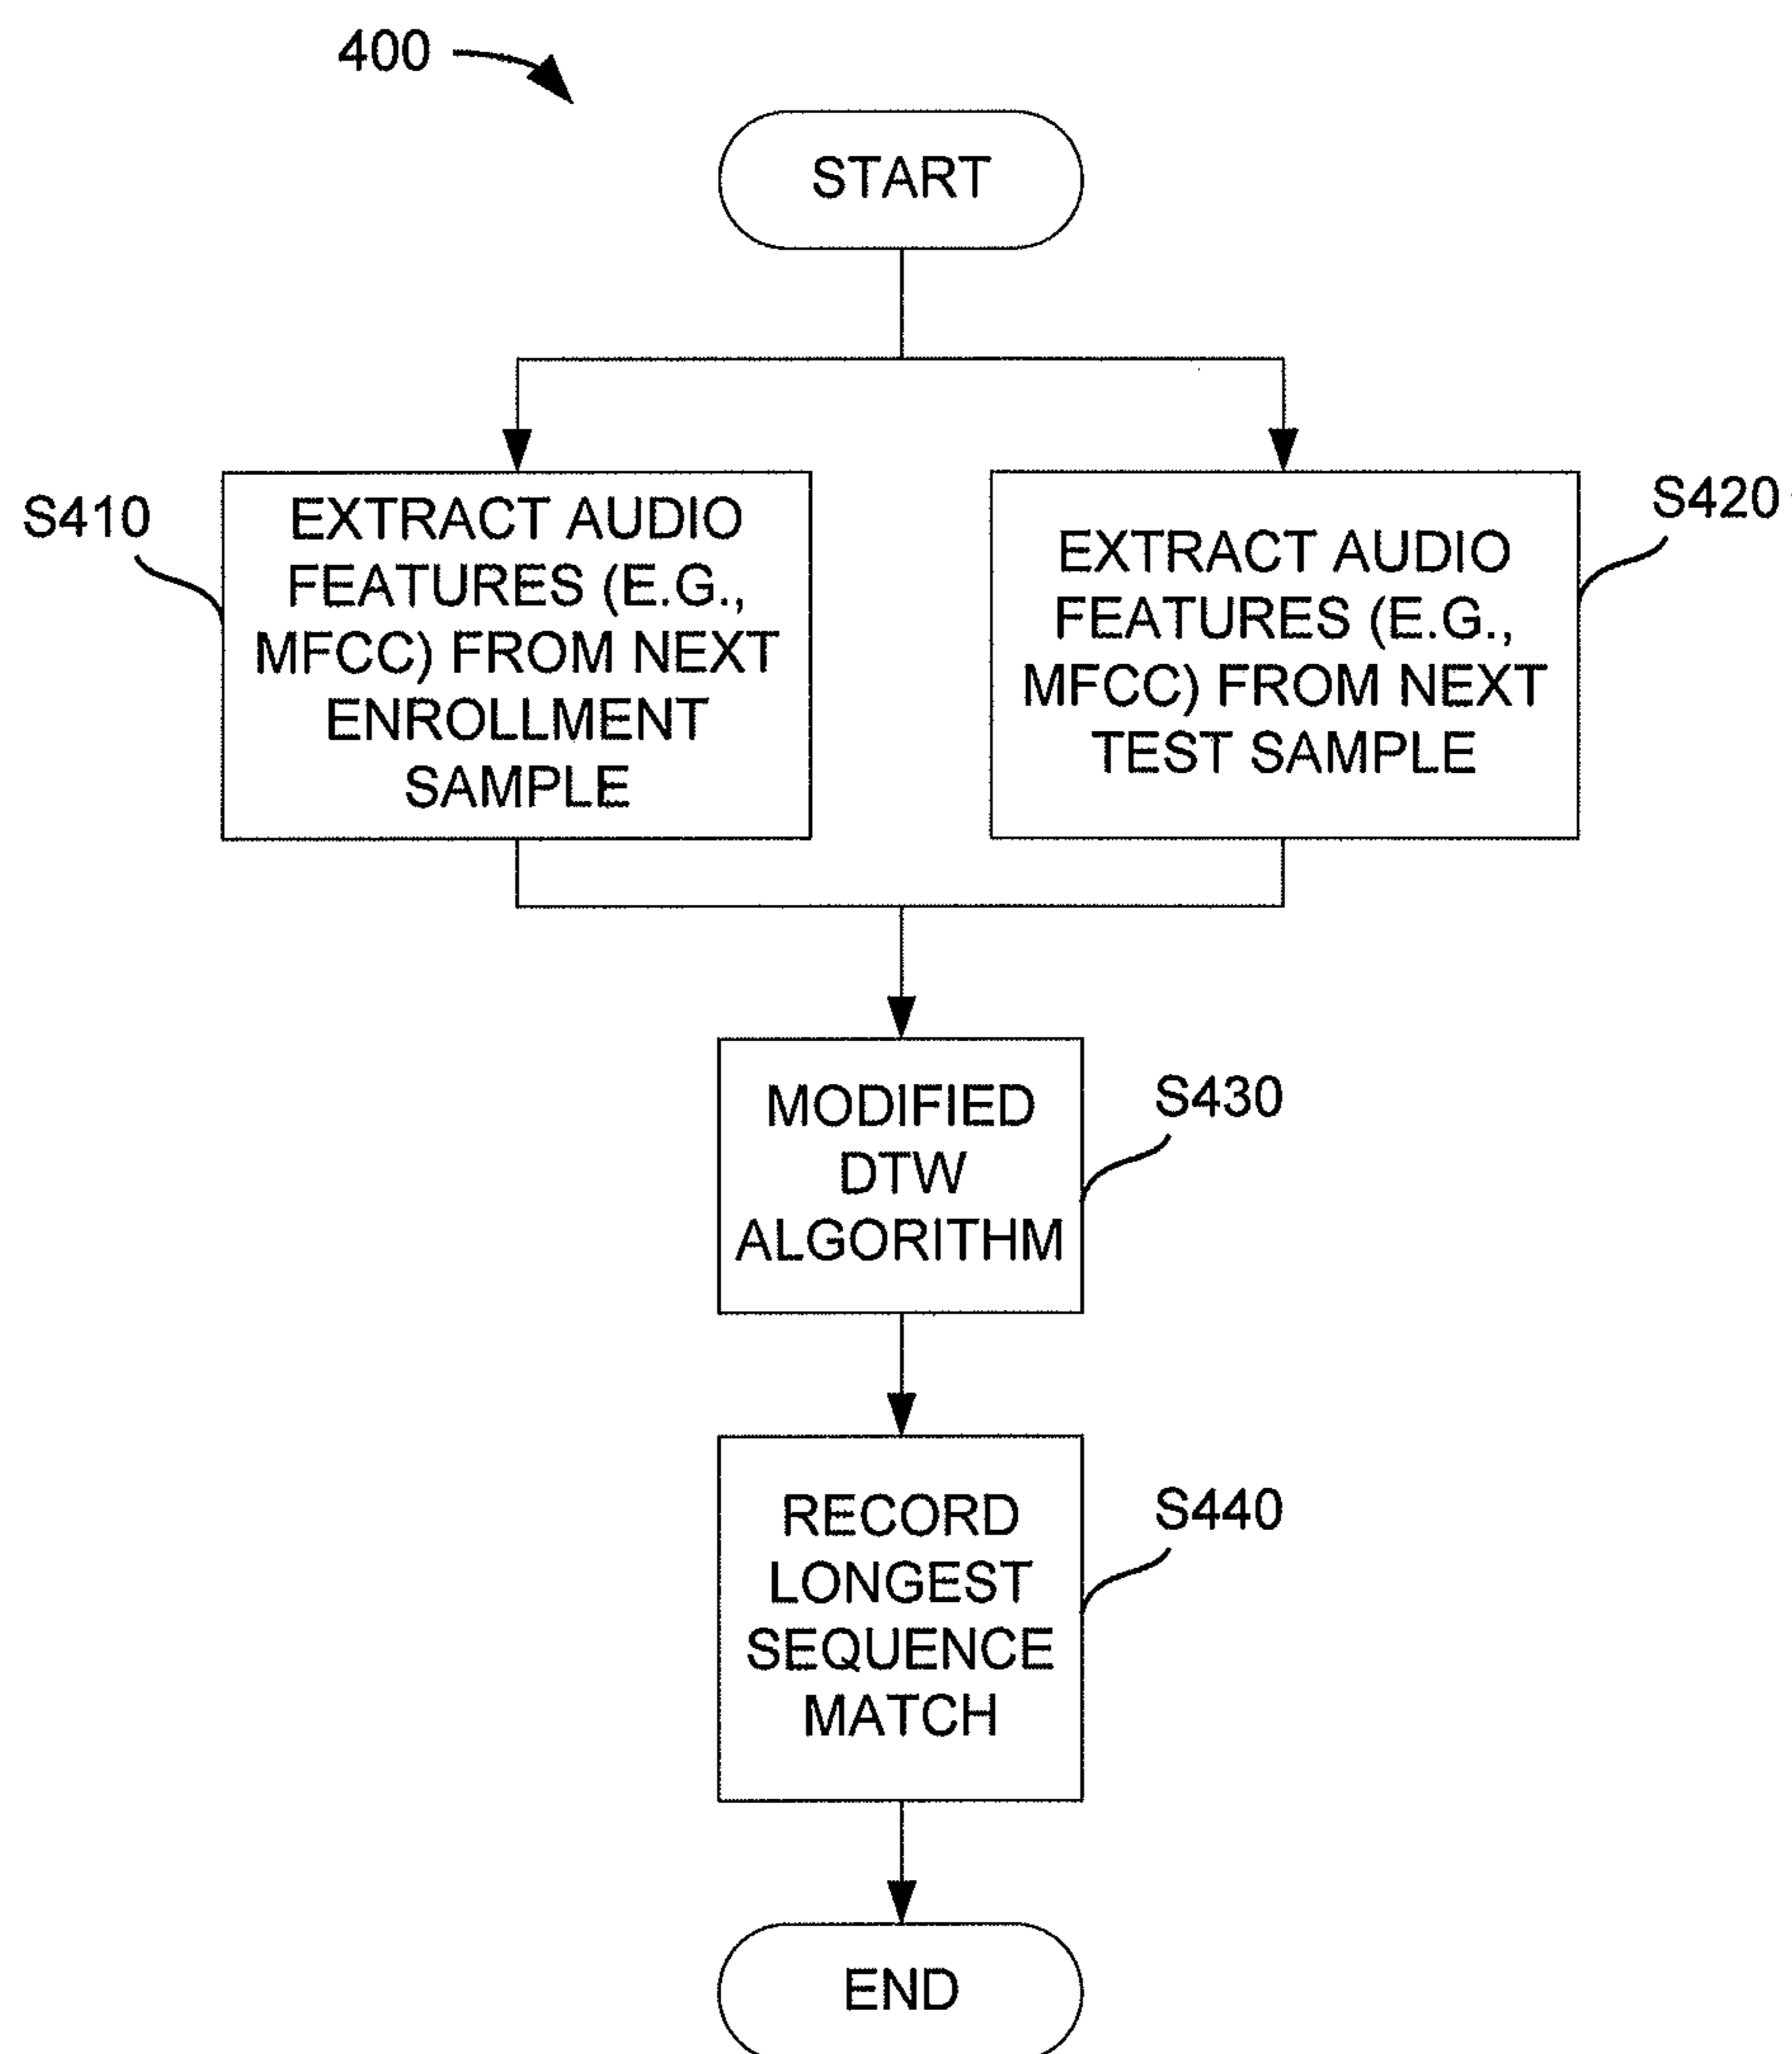 400
START
S410
EXTRACT AUDIO
FEATURES (E.G.,
MFCC) FROM NEXT
ENROLLMENT
SAMPLE
S420
EXTRACT AUDIO
FEATURES (E.G.,
MFCC) FROM NEXT
TEST SAMPLE
MODIFIED
DTW
ALGORITHM
S430
RECORD
LONGEST
SEQUENCE
MATCH
S440
END